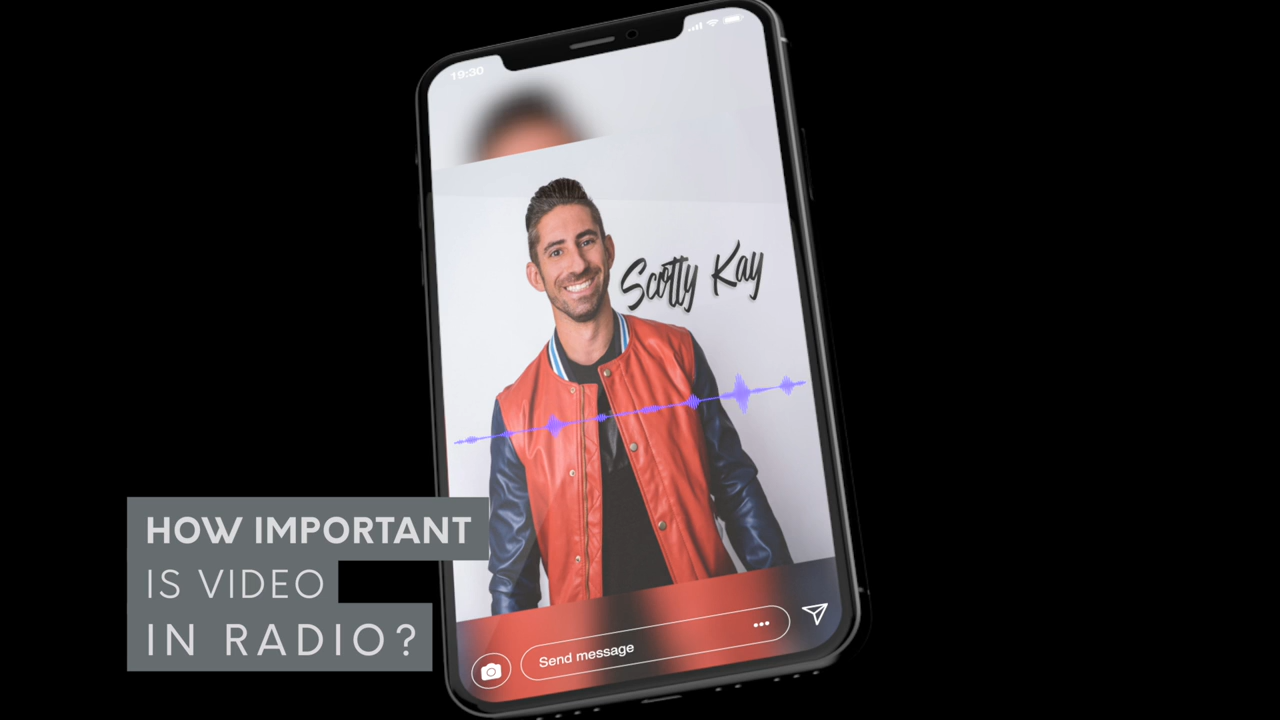 19:30
Scotty Kay
HOW IMPORTANT
IS VIDEO
IN RADIO?
Send message